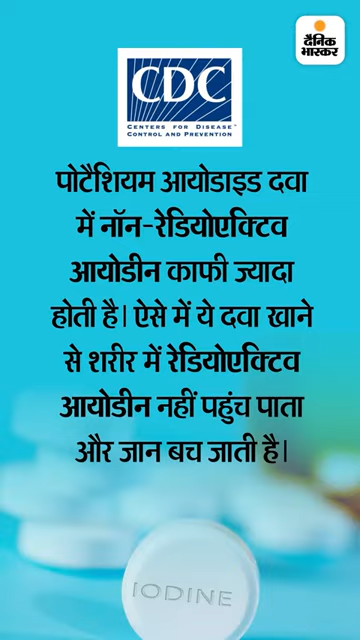 दैनिक
भास्कर
CDC
CENTERS FOR DISEASE™
CONTROL AND PREVENTION
पोटैशियम आयोडाइड दवा
में नॉन-रेडियोएक्टिव
आयोडीन काफी ज्यादा
होती है। ऐसे में ये दवा खाने
से शरीर में रेडियोएक्टिव
आयोडीन नहीं पहुंच पाता
और जान बच जाती है।
IODINE